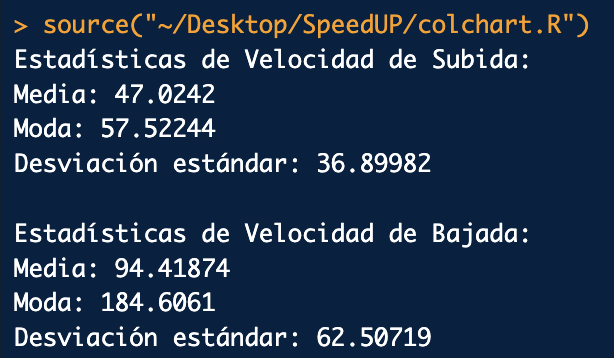 > source("~/Desktop/SpeedUP/colchart.R")
Estadísticas de Velocidad de Subida:
Media: 47.0242
Moda: 57.52244
Desviación estándar: 36.89982

Estadísticas de Velocidad de Bajada:
Media: 94.41874
Moda: 184.6061
Desviación estándar: 62.50719